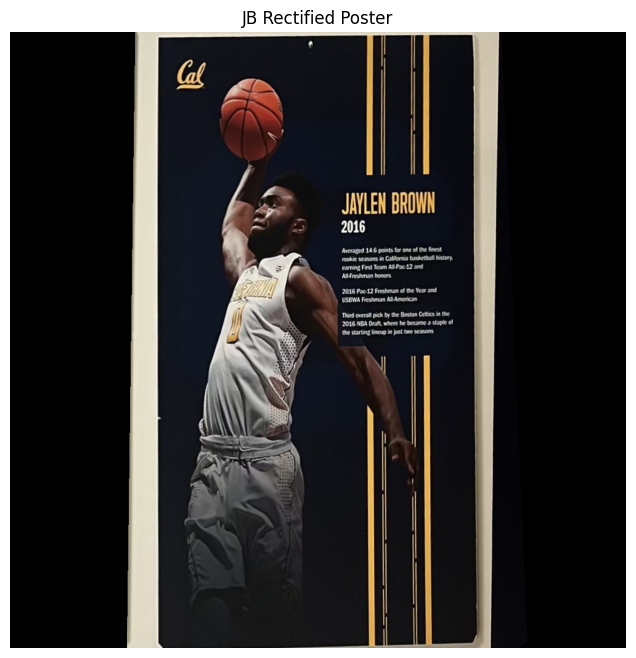 JB Rectified Poster
Cal
JAYLEN BROWN
2016
Averaged 14.6 points for one of the finest
rookie seasons in California basketball history,
earning First Team All-Pac-12 and
All-Freshman honors
2016 Pac-12 Freshman of the Year and
USBWA Freshman All-American
Third overall pick by the Boston Celtics in the
2016 NBA Draft, where he became a staple of
the starting lineup in just two seasons
0